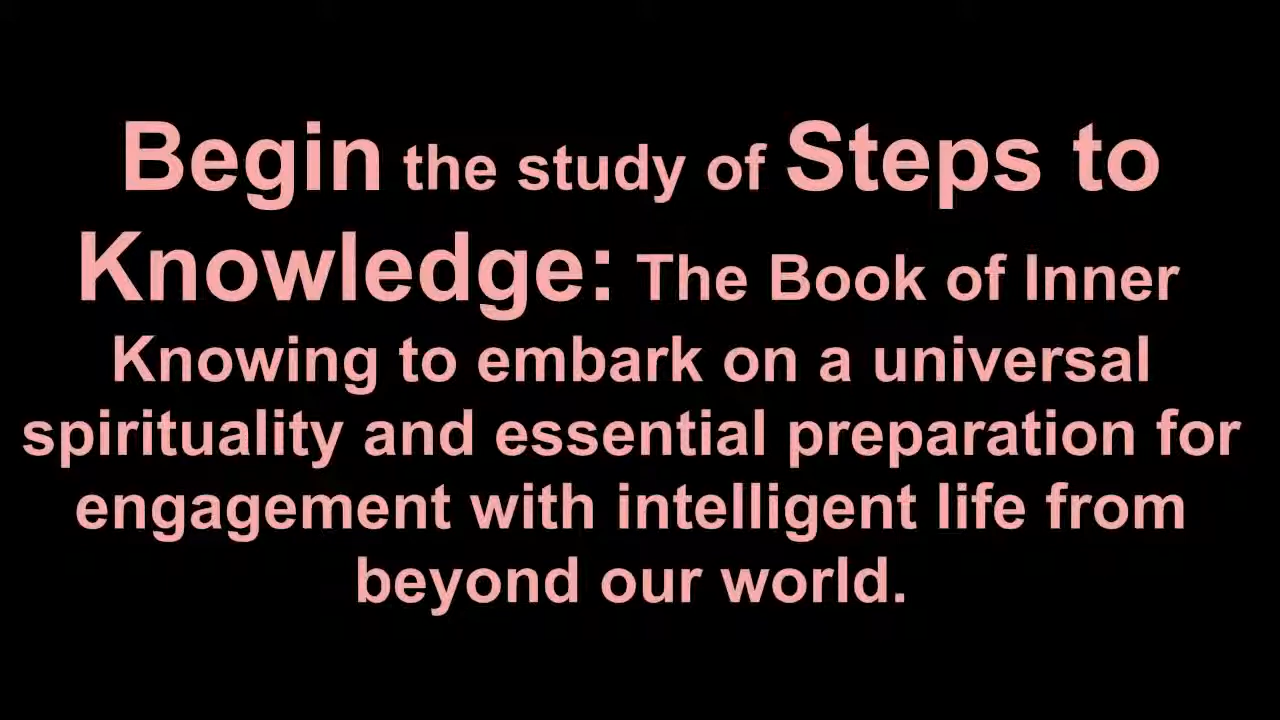 Begin the study of Steps to
Knowledge: The Book of Inner
Knowing to embark on a universal
spirituality and essential preparation for
engagement with intelligent life from
beyond our world.